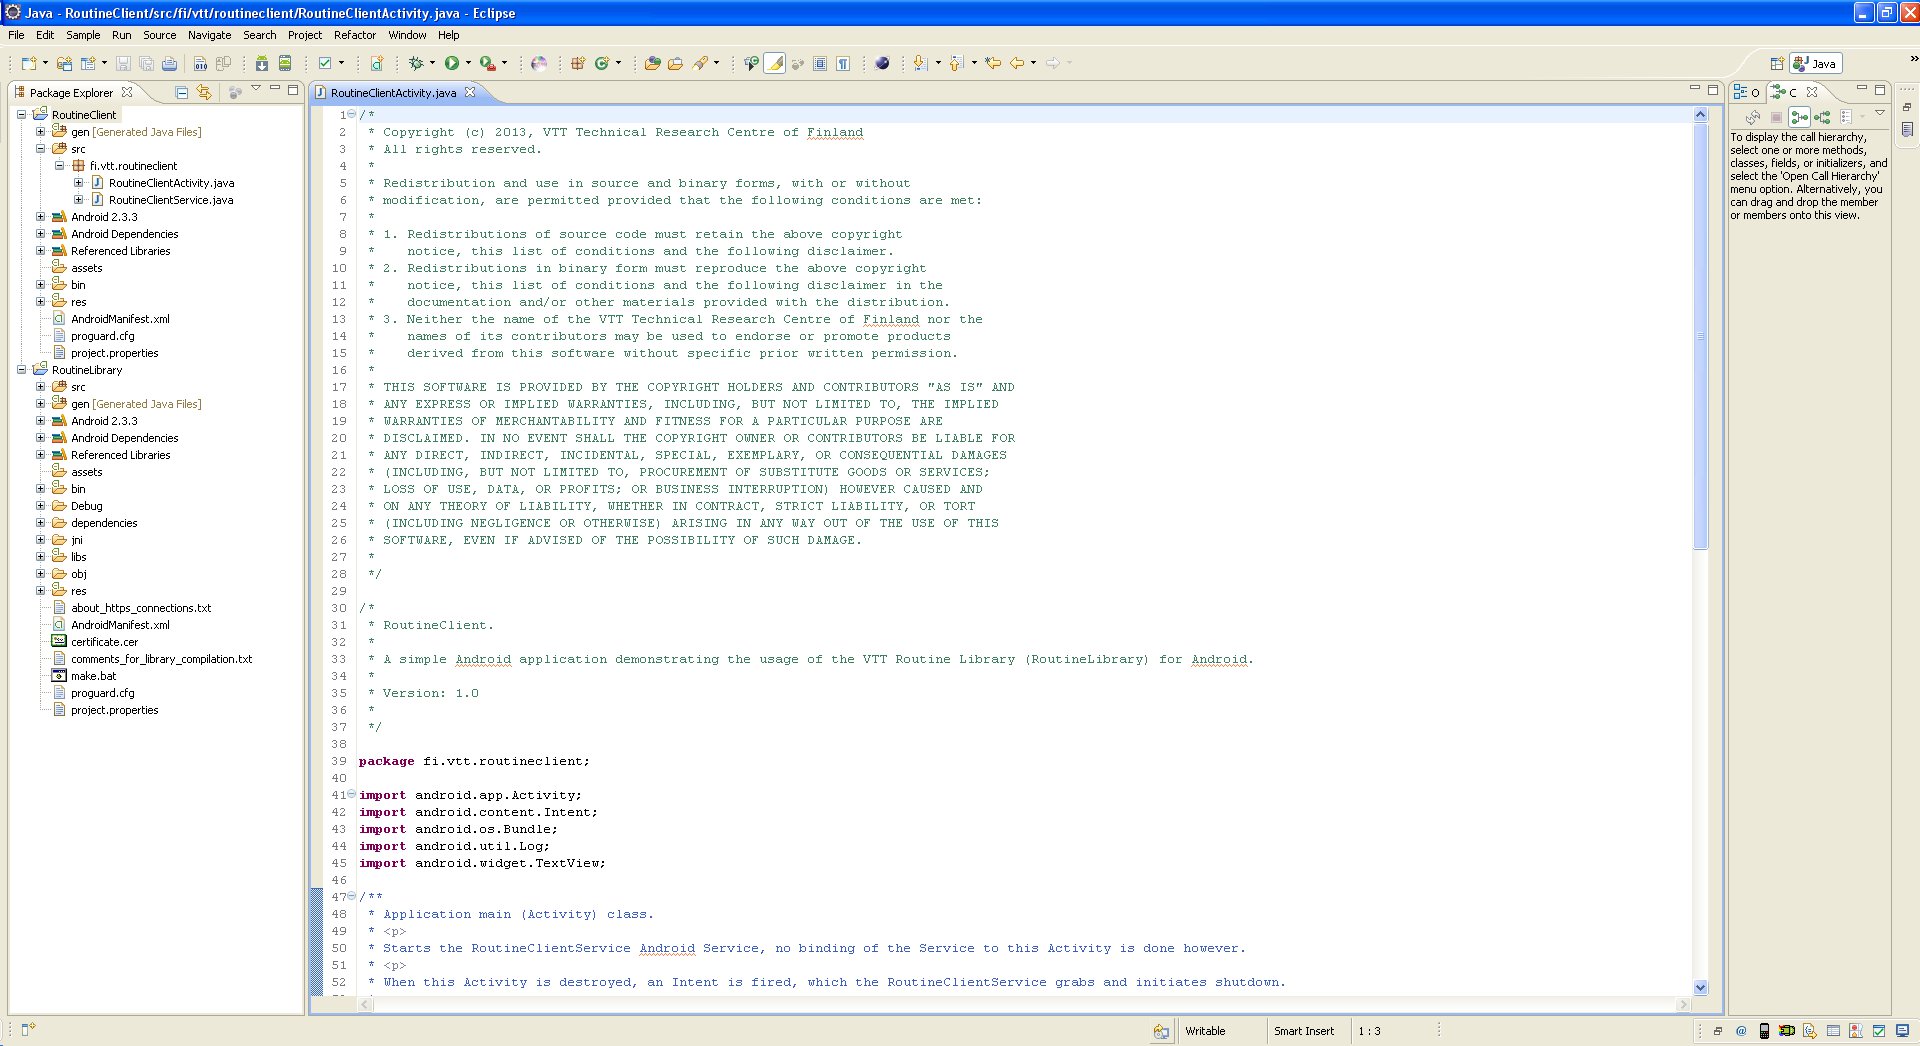 Java - RoutineClient/src/fi/vtt/routineclient/RoutineClientActivity.java - Eclipse
File Edit Sample Run Source Navigate Search Project Refactor Window Help
Java
Package Explorer
RoutineClient
gen [Generated Java Files]
src
fi.vtt.routineclient
RoutineClientActivity.java
RoutineClientService.java
Android 2.3.3
Android Dependencies
Referenced Libraries
assets
bin
res
AndroidManifest.xml
proguard.cfg
project.properties
RoutineLibrary
src
gen [Generated Java Files]
Android 2.3.3
Android Dependencies
Referenced Libraries
assets
bin
Debug
dependencies
jni
libs
obj
res
about_https_connections.txt
AndroidManifest.xml
certificate.cer
comments_for_library_compilation.txt
make.bat
proguard.cfg
project.properties
RoutineClientActivity.java
1 /*
2 * Copyright (c) 2013, VTT Technical Research Centre of Finland
3 * All rights reserved.
4 *
5 * Redistribution and use in source and binary forms, with or without
6 * modification, are permitted provided that the following conditions are met:
7 *
8 * 1. Redistributions of source code must retain the above copyright
9 * notice, this list of conditions and the following disclaimer.
10 * 2. Redistributions in binary form must reproduce the above copyright
11 * notice, this list of conditions and the following disclaimer in the
12 * documentation and/or other materials provided with the distribution.
13 * 3. Neither the name of the VTT Technical Research Centre of Finland nor the
14 * names of its contributors may be used to endorse or promote products
15 * derived from this software without specific prior written permission.
16 *
17 * THIS SOFTWARE IS PROVIDED BY THE COPYRIGHT HOLDERS AND CONTRIBUTORS "AS IS" AND
18 * ANY EXPRESS OR IMPLIED WARRANTIES, INCLUDING, BUT NOT LIMITED TO, THE IMPLIED
19 * WARRANTIES OF MERCHANTABILITY AND FITNESS FOR A PARTICULAR PURPOSE ARE
20 * DISCLAIMED. IN NO EVENT SHALL THE COPYRIGHT OWNER OR CONTRIBUTORS BE LIABLE FOR
21 * ANY DIRECT, INDIRECT, INCIDENTAL, SPECIAL, EXEMPLARY, OR CONSEQUENTIAL DAMAGES
22 * (INCLUDING, BUT NOT LIMITED TO, PROCUREMENT OF SUBSTITUTE GOODS OR SERVICES;
23 * LOSS OF USE, DATA, OR PROFITS; OR BUSINESS INTERRUPTION) HOWEVER CAUSED AND
24 * ON ANY THEORY OF LIABILITY, WHETHER IN CONTRACT, STRICT LIABILITY, OR TORT
25 * (INCLUDING NEGLIGENCE OR OTHERWISE) ARISING IN ANY WAY OUT OF THE USE OF THIS
26 * SOFTWARE, EVEN IF ADVISED OF THE POSSIBILITY OF SUCH DAMAGE.
27 *
28 */
29
30 /*
31 * RoutineClient.
32 *
33 * A simple Android application demonstrating the usage of the VTT Routine Library (RoutineLibrary) for Android.
34 *
35 * Version: 1.0
36 *
37 */
38
39 package fi.vtt.routineclient;
40
41 import android.app.Activity;
42 import android.content.Intent;
43 import android.os.Bundle;
44 import android.util.Log;
45 import android.widget.TextView;
46
47 /**
48 * Application main (Activity) class.
49 * <p>
50 * Starts the RoutineClientService Android Service, no binding of the Service to this Activity is done however.
51 * <p>
52 * When this Activity is destroyed, an Intent is fired, which the RoutineClientService grabs and initiates shutdown.
O
C
To display the call hierarchy,
select one or more methods,
classes, fields, or initializers, and
select the 'Open Call Hierarchy'
menu option. Alternatively, you
can drag and drop the member
or members onto this view.
Writable
Smart Insert
1 : 3